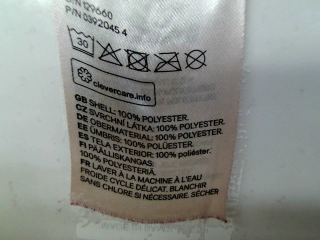 129660
P/N 0392045 4
30
clevercare.info
GB SHELL: 100% POLYESTER.
CZ SVRCHNÍ LÁTKA: 100% POLYESTER.
DE OBERMATERIAL: 100% POLYESTER.
EE ÜMBRIS: 100% POLÜESTER.
ES TELA EXTERIOR: 100% poliéster.
FI PÄÄLLISKANGAS:
100% POLYESTERIÄ.
FR LAVER À LA MACHINE À L'EAU
FROIDE CYCLE DÉLICAT. BLANCHIR
SANS CHLORE SI NÉCESSAIRE. SÉCHER